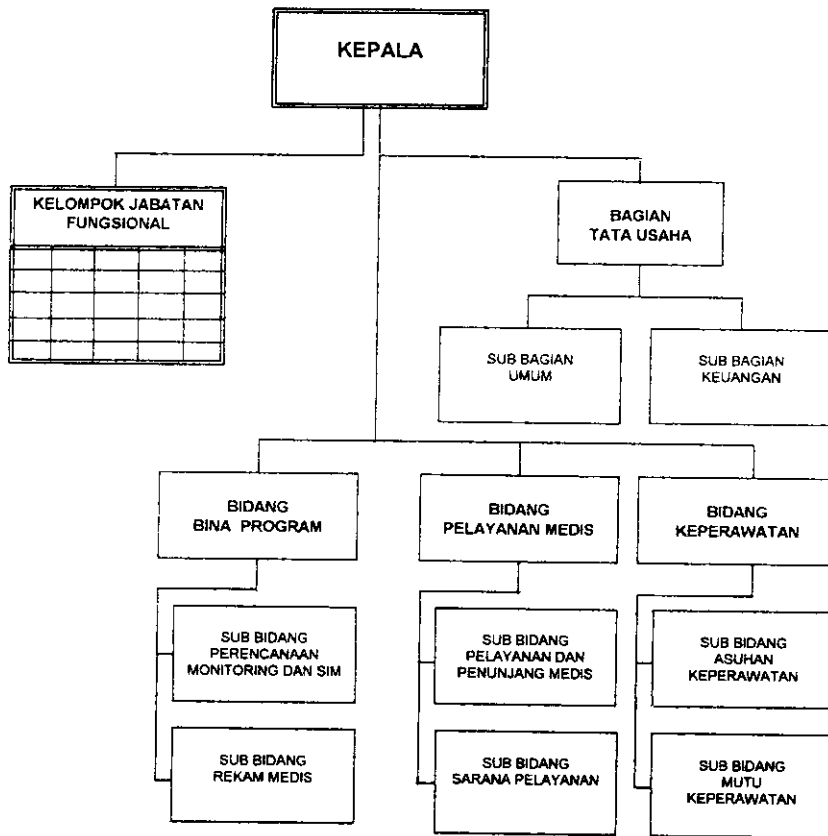 KEPALA
KELOMPOK JABATAN
FUNGSIONAL
BAGIAN
TATA USAHA
SUB BAGIAN
UMUM
SUB BAGIAN
KEUANGAN
BIDANG
BINA PROGRAM
BIDANG
PELAYANAN MEDIS
BIDANG
KEPERAWATAN
SUB BIDANG
PERENCANAAN
MONITORING DAN SIM
SUB BIDANG
PELAYANAN DAN
PENUNJANG MEDIS
SUB BIDANG
ASUHAN
KEPERAWATAN
SUB BIDANG
REKAM MEDIS
SUB BIDANG
SARANA PELAYANAN
SUB BIDANG
MUTU
KEPERAWATAN